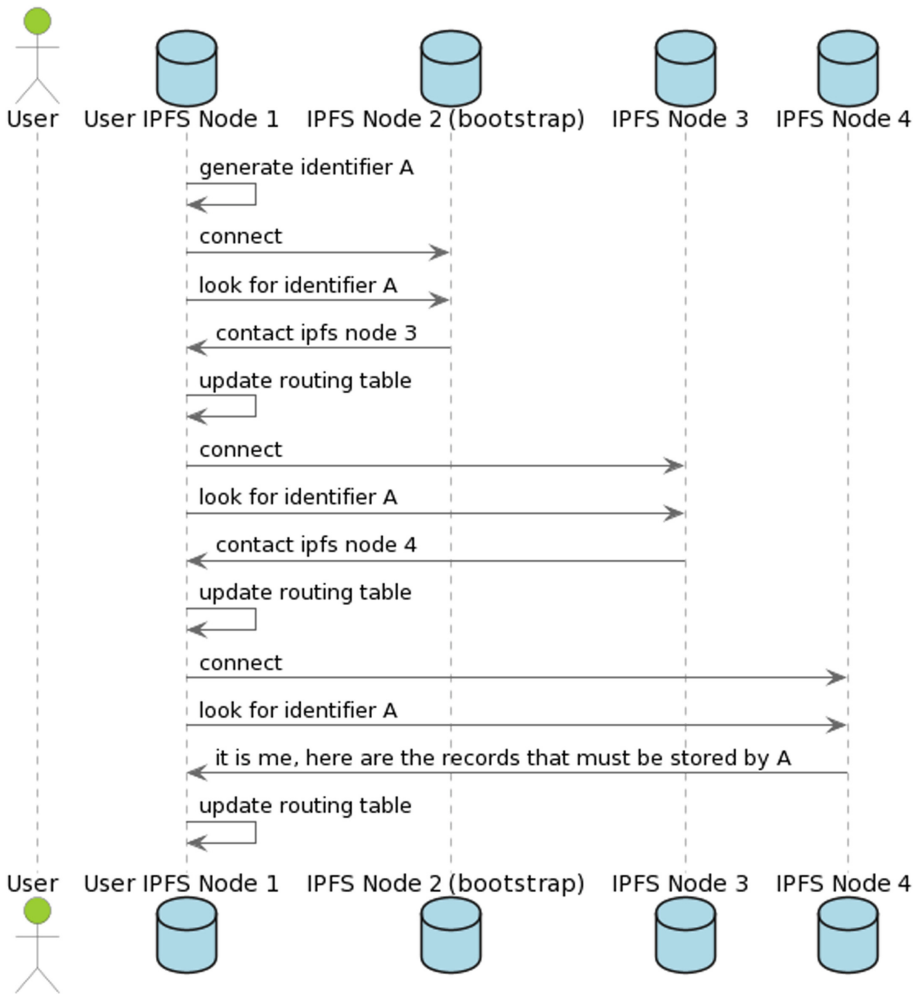 User
User IPFS Node 1
IPFS Node 2 (bootstrap)
IPFS Node 3
IPFS Node 4
generate identifier A
connect
look for identifier A
contact ipfs node 3
update routing table
connect
look for identifier A
contact ipfs node 4
update routing table
connect
look for identifier A
it is me, here are the records that must be stored by A
update routing table
User
User IPFS Node 1
IPFS Node 2 (bootstrap)
IPFS Node 3
IPFS Node 4